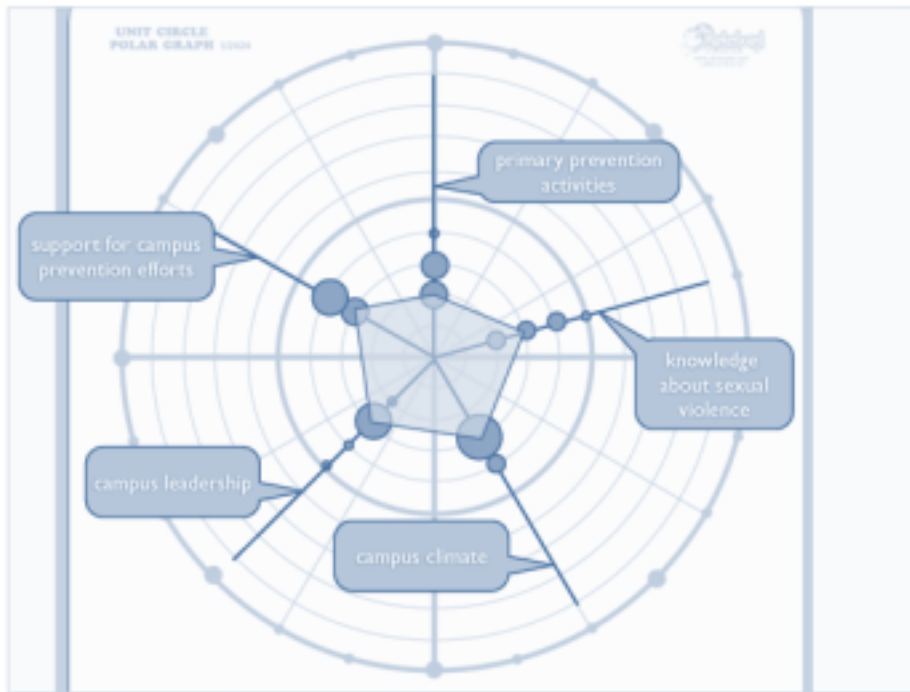 UNIT CIRCLE
POLAR GRAPH
primary prevention
activities
support for campus
prevention efforts
knowledge
about sexual
violence
campus leadership
campus climate